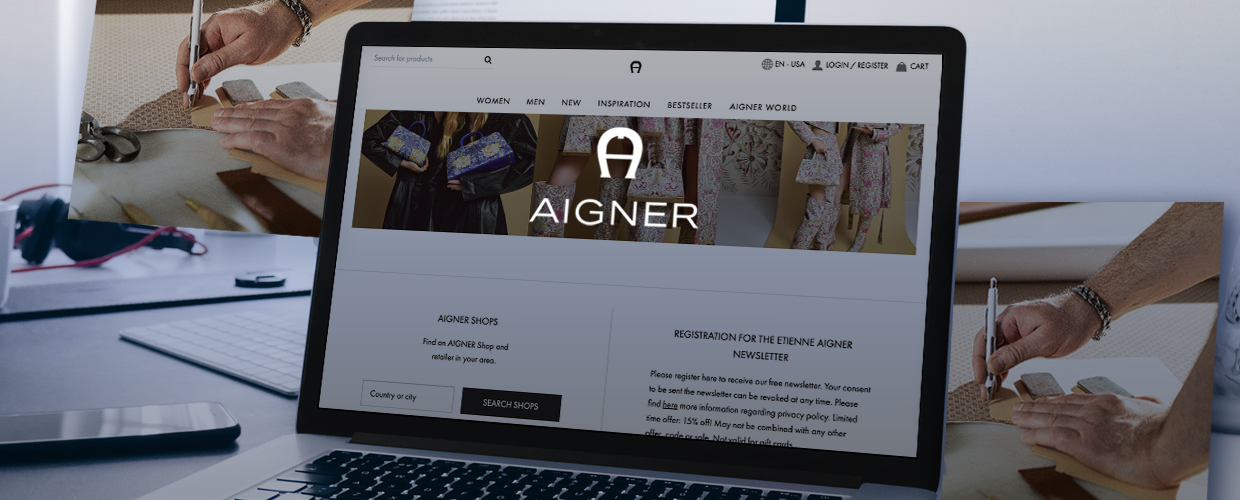 Search for products
EN - USA
LOGIN / REGISTER
CART
WOMEN
MEN
NEW
INSPIRATION
BESTSELLER
AIGNER WORLD
AIGNER
AIGNER SHOPS
Find an AIGNER Shop and
retailer in your area.
Country or city
SEARCH SHOPS
REGISTRATION FOR THE ETIENNE AIGNER
NEWSLETTER
Please register here to receive our free newsletter. Your consent
to be sent the newsletter can be revoked at any time. Please
find here more information regarding privacy policy. Limited
time offer: 15% off! May not be combined with any other
offer, code or sale. Not valid for gift cards.